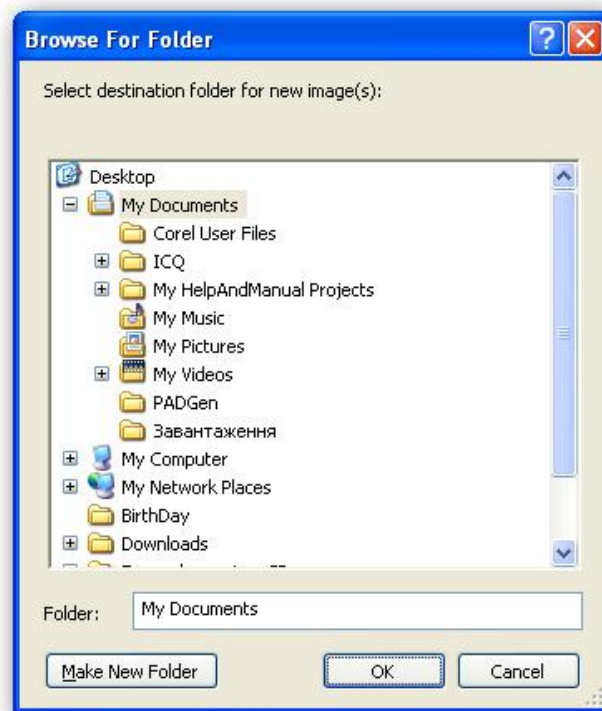 Browse For Folder
Select destination folder for new image(s):
Desktop
My Documents
Corel User Files
ICQ
My HelpAndManual Projects
My Music
My Pictures
My Videos
PADGen
Завантаження
My Computer
My Network Places
BirthDay
Downloads
Folder: My Documents
Make New Folder OK Cancel